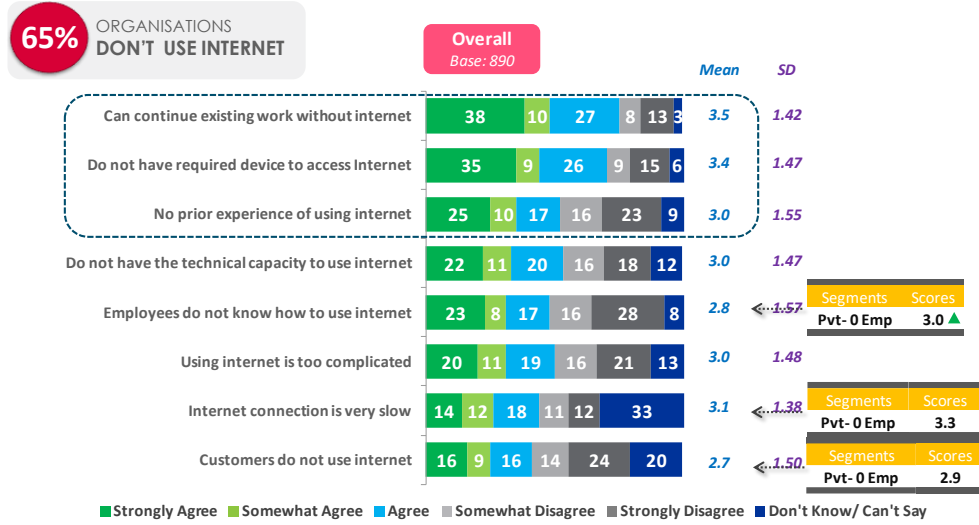 65%
ORGANISATIONS
DON'T USE INTERNET
Overall
Base: 890
Mean SD
Can continue existing work without internet 38 10 27 8 13 3 3.5 1.42
Do not have required device to access Internet 35 9 26 9 15 6 3.4 1.47
No prior experience of using internet 25 10 17 16 23 9 3.0 1.55
Do not have the technical capacity to use internet 22 11 20 16 18 12 3.0 1.47
Employees do not know how to use internet 23 8 17 16 28 8 2.8 1.57
Segments Scores
Pvt- 0 Emp 3.0
Using internet is too complicated 20 11 19 16 21 13 3.0 1.48
Internet connection is very slow 14 12 18 11 12 33 3.1 1.38
Segments Scores
Pvt- 0 Emp 3.3
Customers do not use internet 16 9 16 14 24 20 2.7 1.50
Segments Scores
Pvt- 0 Emp 2.9
Strongly Agree Somewhat Agree Agree Somewhat Disagree Strongly Disagree Don't Know/ Can't Say